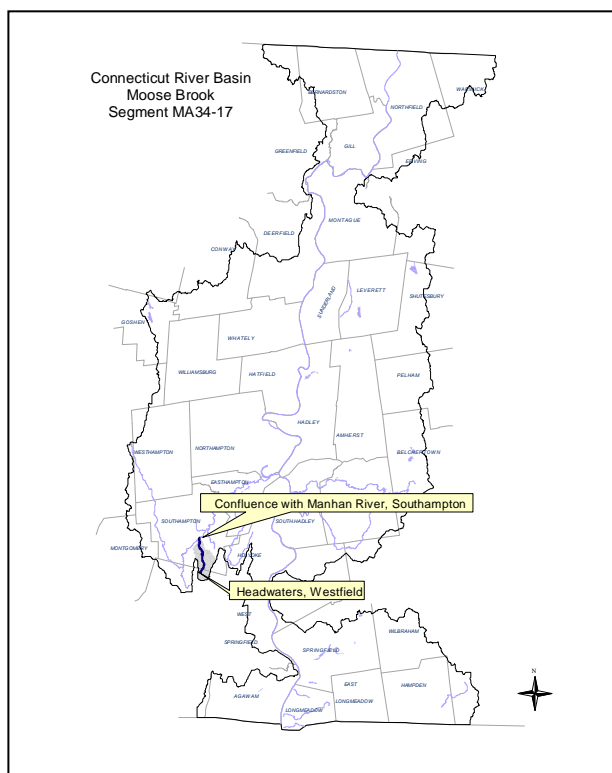 Connecticut River Basin
Moose Brook
Segment MA34-17
BERNARDSTON
WARWICK
NORTHFIELD
GILL
GREENFIELD
ERVING
MONTAGUE
DEERFIELD
CONWAY
SUNDERLAND
LEVERETT
SHUTESBURY
GOSHEN
WHATELY
WILLIAMSBURG
HATFIELD
PELHAM
HADLEY
AMHERST
WESTHAMPTON
NORTHAMPTON
BELCHERTOWN
EASTHAMPTON
Confluence with Manhan River, Southampton
SOUTHAMPTON
SOUTH HADLEY
MONTGOMERY
HOLYOKE
Headwaters, Westfield
WEST
SPRINGFIELD
WILBRAHAM
SPRINGFIELD
AGAWAM
LONGMEADOW
EAST
LONGMEADOW
HAMPDEN
N